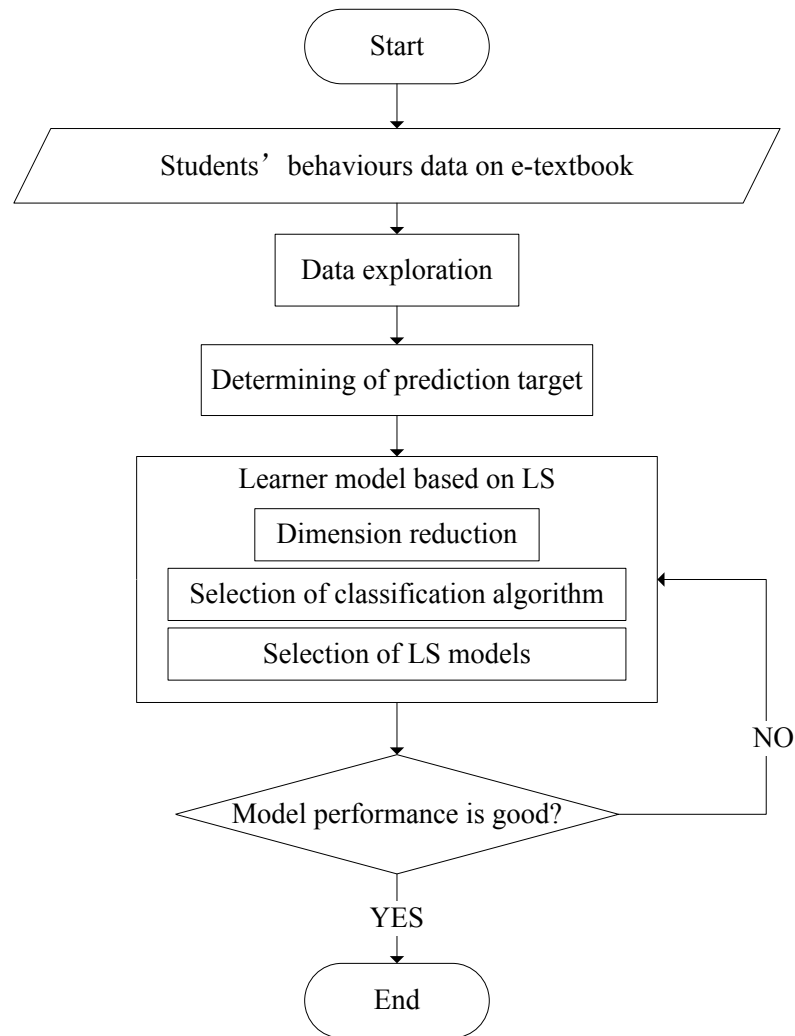 Start
Students’ behaviours data on e-textbook
Data exploration
Determining of prediction target
Learner model based on LS
Dimension reduction
Selection of classification algorithm
Selection of LS models
NO
Model performance is good?
YES
End